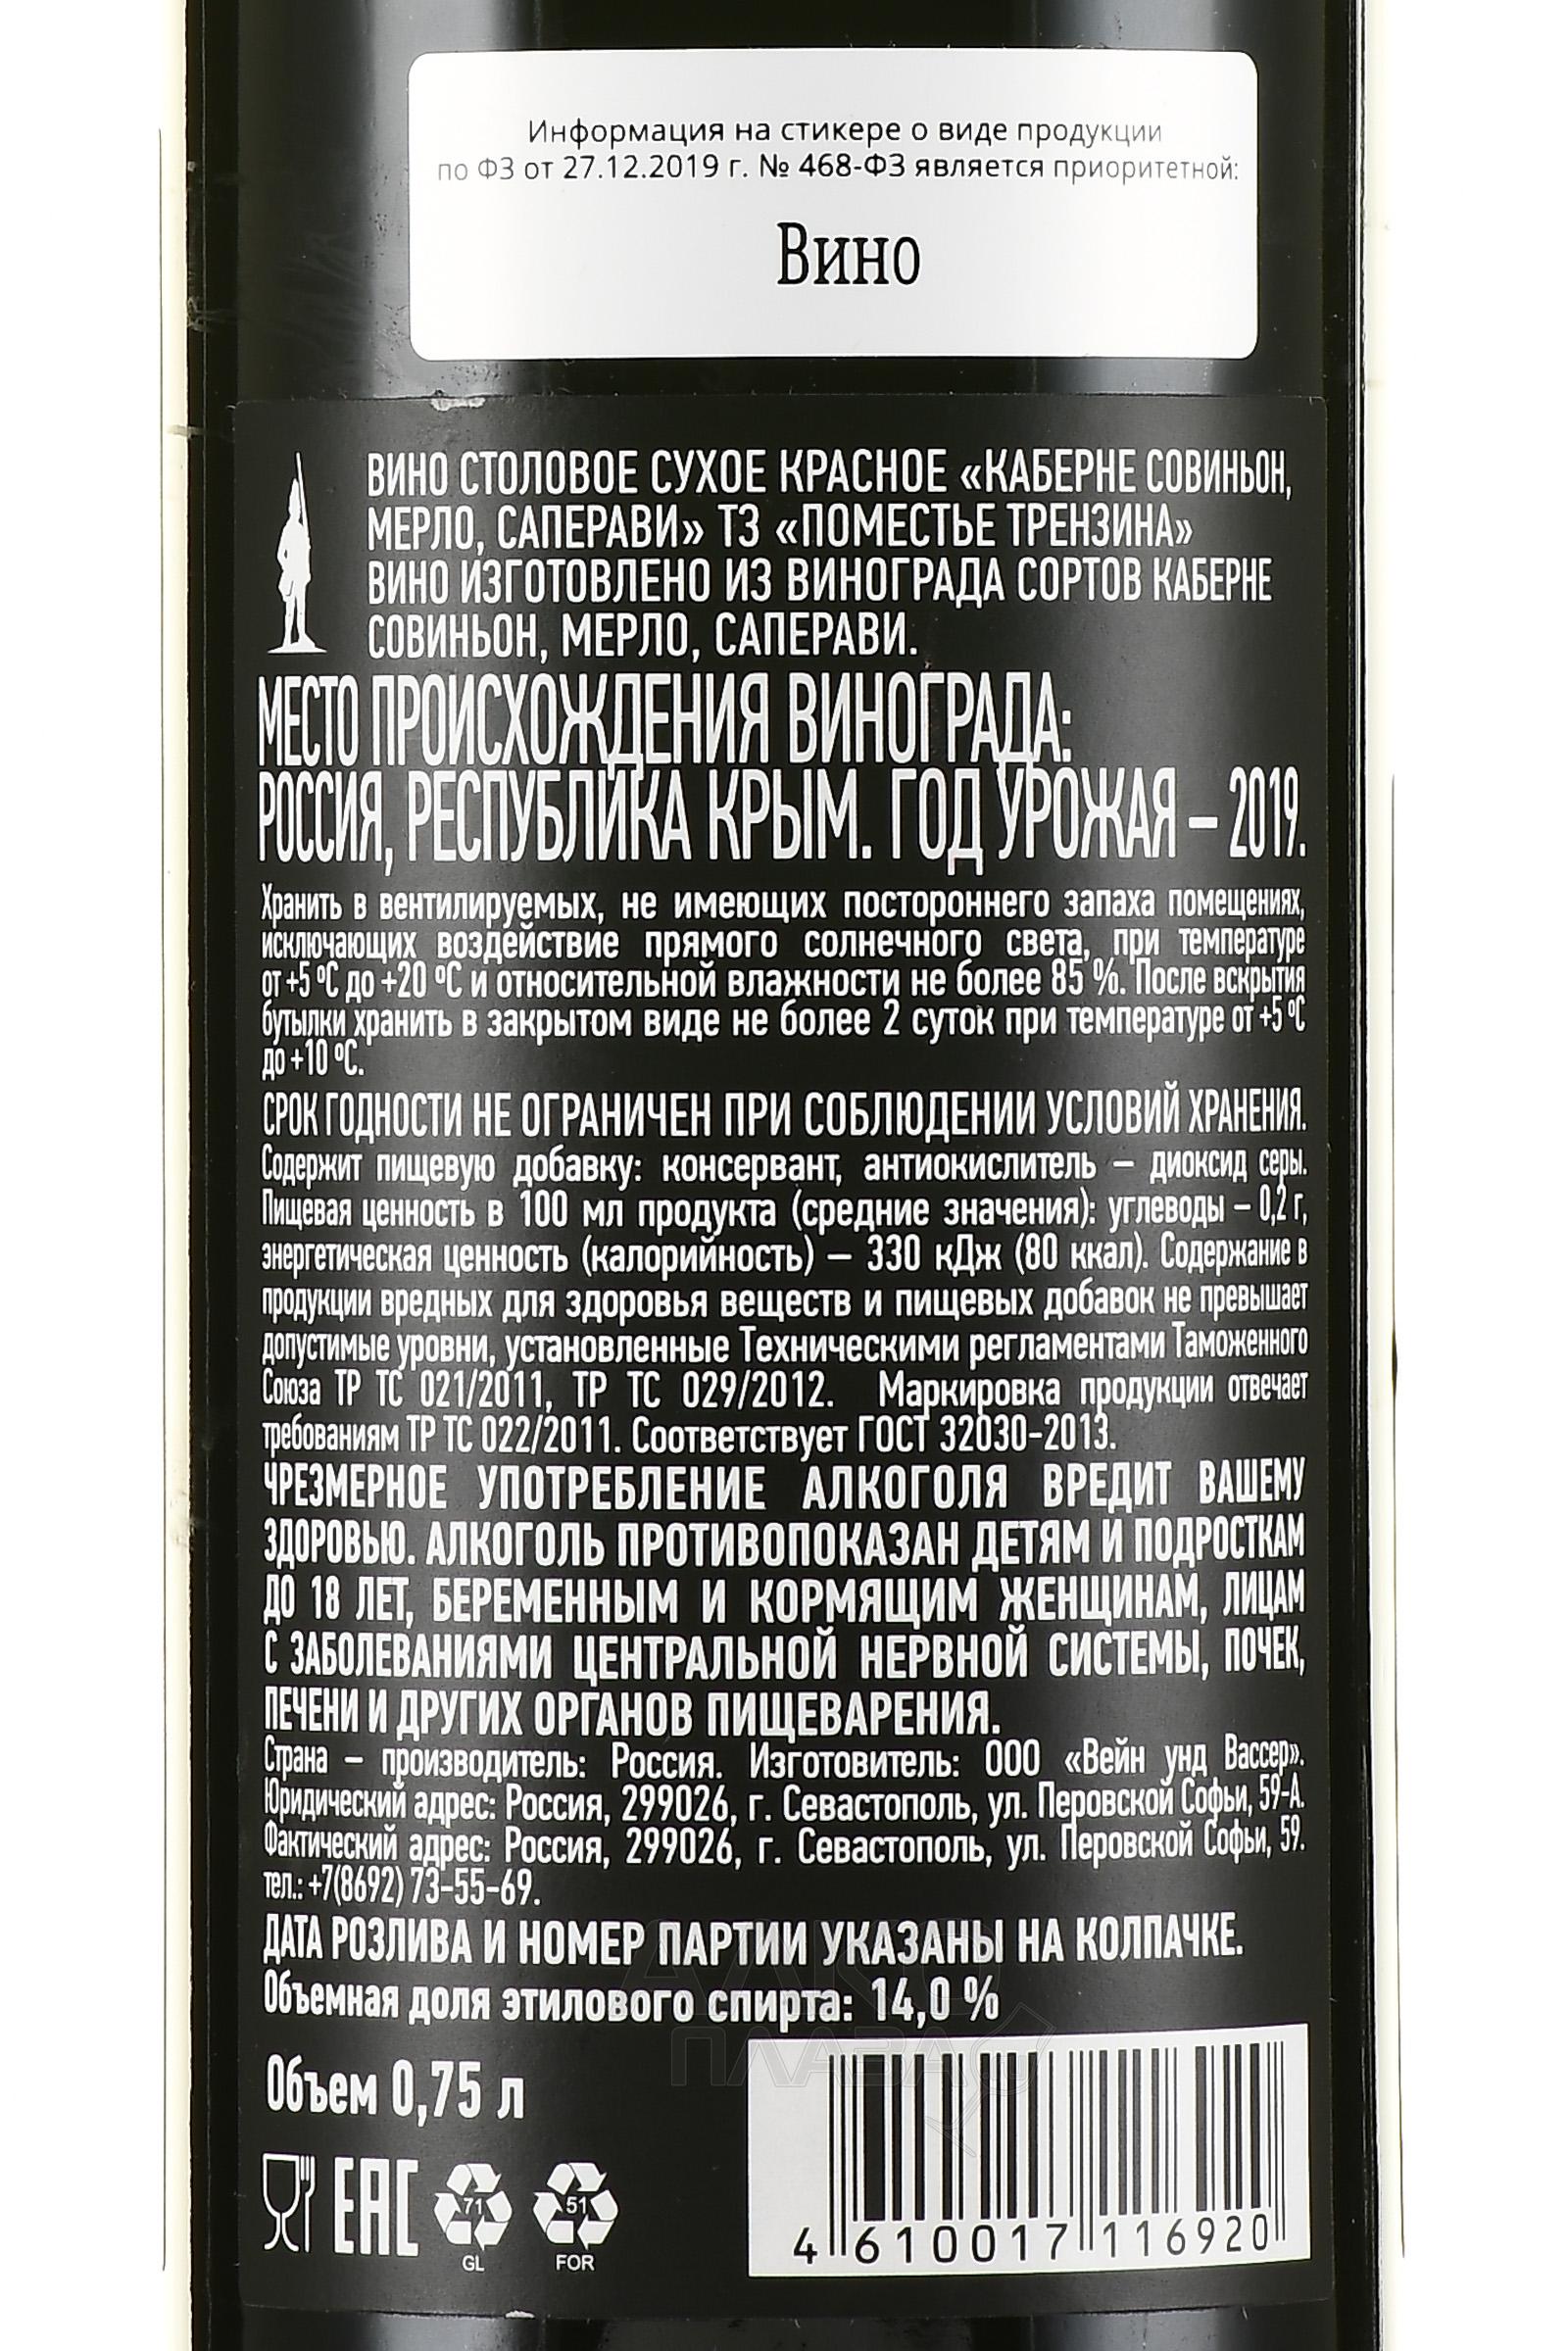 Информация на стикере о виде продукции
по ФЗ от 27.12.2019 г. № 468-ФЗ является приоритетной:
Вино
ВИНО СТОЛОВОЕ СУХОЕ КРАСНОЕ «КАБЕРНЕ СОВИНЬОН,
МЕРЛО, САПЕРАВИ» ТЗ «ПОМЕСТЬЕ ТРЕНЗИНА»
ВИНО ИЗГОТОВЛЕНО ИЗ ВИНОГРАДА СОРТОВ КАБЕРНЕ
СОВИНЬОН, МЕРЛО, САПЕРАВИ.
МЕСТО ПРОИСХОЖДЕНИЯ ВИНОГРАДА:
РОССИЯ, РЕСПУБЛИКА КРЫМ. ГОД УРОЖАЯ – 2019.
Хранить в вентилируемых, не имеющих постороннего запаха помещениях,
исключающих воздействие прямого солнечного света, при температуре
от +5 ºС до +20 ºС и относительной влажности не более 85 %. После вскрытия
бутылки хранить в закрытом виде не более 2 суток при температуре от +5 ºС
до +10 ºС.
СРОК ГОДНОСТИ НЕ ОГРАНИЧЕН ПРИ СОБЛЮДЕНИИ УСЛОВИЙ ХРАНЕНИЯ.
Содержит пищевую добавку: консервант, антиокислитель – диоксид серы.
Пищевая ценность в 100 мл продукта (средние значения): углеводы – 0,2 г,
энергетическая ценность (калорийность) – 330 кДж (80 ккал). Содержание в
продукции вредных для здоровья веществ и пищевых добавок не превышает
допустимые уровни, установленные Техническими регламентами Таможенного
Союза ТР ТС 021/2011, ТР ТС 029/2012. Маркировка продукции отвечает
требованиям ТР ТС 022/2011. Соответствует ГОСТ 32030-2013.
ЧРЕЗМЕРНОЕ УПОТРЕБЛЕНИЕ АЛКОГОЛЯ ВРЕДИТ ВАШЕМУ
ЗДОРОВЬЮ. АЛКОГОЛЬ ПРОТИВОПОКАЗАН ДЕТЯМ И ПОДРОСТКАМ
ДО 18 ЛЕТ, БЕРЕМЕННЫМ И КОРМЯЩИМ ЖЕНЩИНАМ, ЛИЦАМ
С ЗАБОЛЕВАНИЯМИ ЦЕНТРАЛЬНОЙ НЕРВНОЙ СИСТЕМЫ, ПОЧЕК,
ПЕЧЕНИ И ДРУГИХ ОРГАНОВ ПИЩЕВАРЕНИЯ.
Страна – производитель: Россия. Изготовитель: ООО «Вейн унд Вассер».
Юридический адрес: Россия, 299026, г. Севастополь, ул. Перовской Софьи, 59-А.
Фактический адрес: Россия, 299026, г. Севастополь, ул. Перовской Софьи, 59.
тел.: +7(8692) 73-55-69.
ДАТА РОЗЛИВА И НОМЕР ПАРТИИ УКАЗАНЫ НА КОЛПАЧКЕ.
Объемная доля этилового спирта: 14,0 %
АЛКО
ПЛАЗА
Объем 0,75 л
EAC
71
GL
51
FOR
4 610017 116920